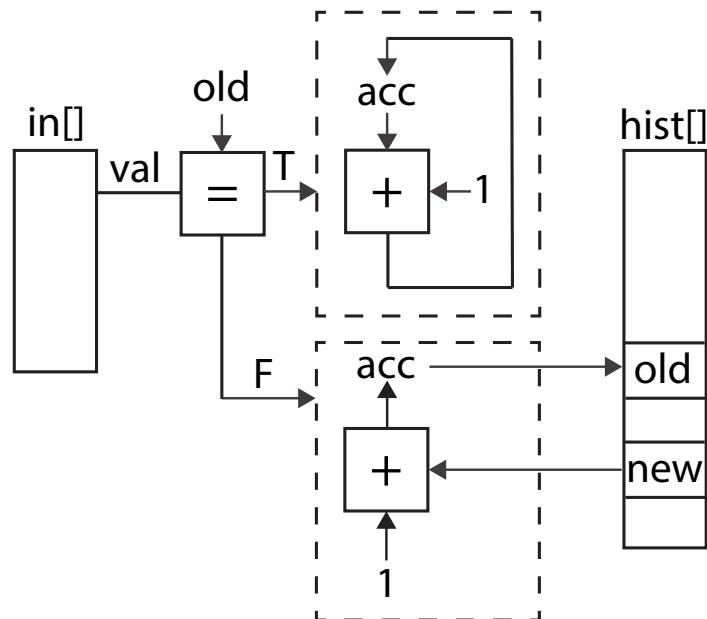 old
acc
in[]
hist[]
val
=
T
+
1
F
acc
old
+
new
1